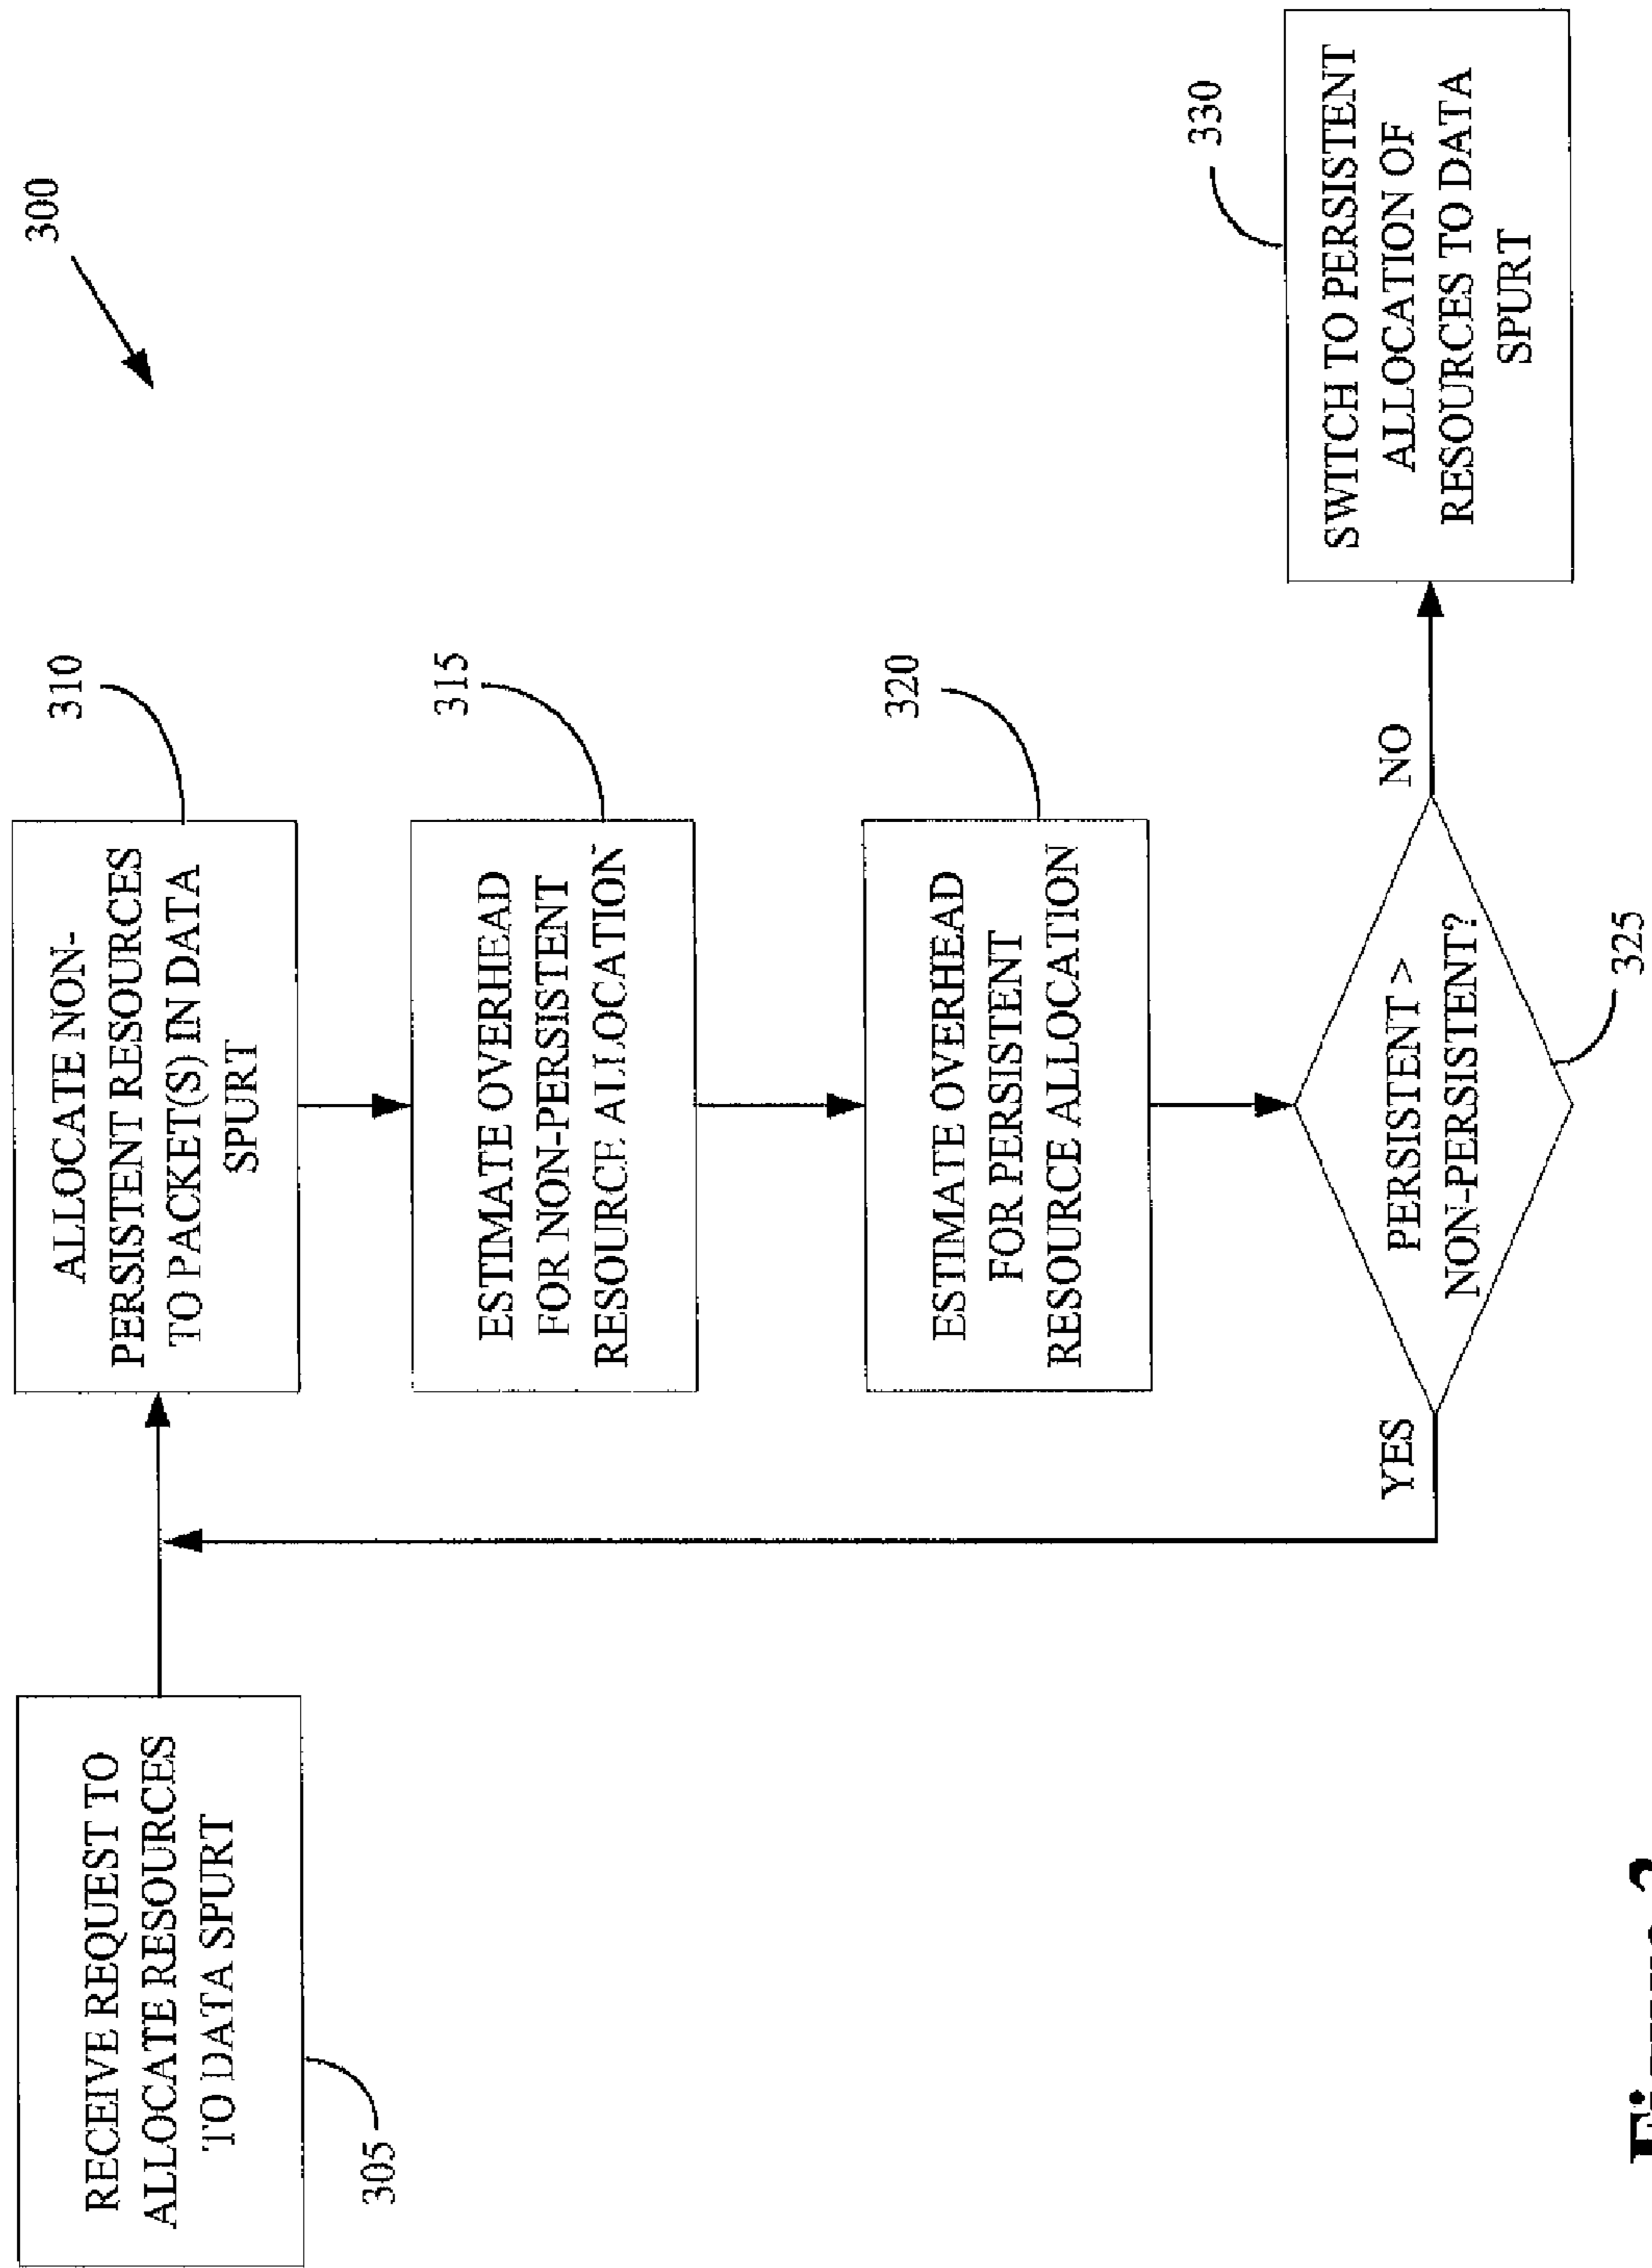 300
RECEIVE REQUEST TO
ALLOCATE RESOURCES
TO DATA SPURT
305
ALLOCATE NON-
PERSISTENT RESOURCES
TO PACKET(S) IN DATA
SPURT
310
ESTIMATE OVERHEAD
FOR NON-PERSISTENT
RESOURCE ALLOCATION
315
ESTIMATE OVERHEAD
FOR PERSISTENT
RESOURCE ALLOCATION
320
PERSISTENT >
NON-PERSISTENT?
325
YES
NO
SWITCH TO PERSISTENT
ALLOCATION OF
RESOURCES TO DATA
SPURT
330
Figure